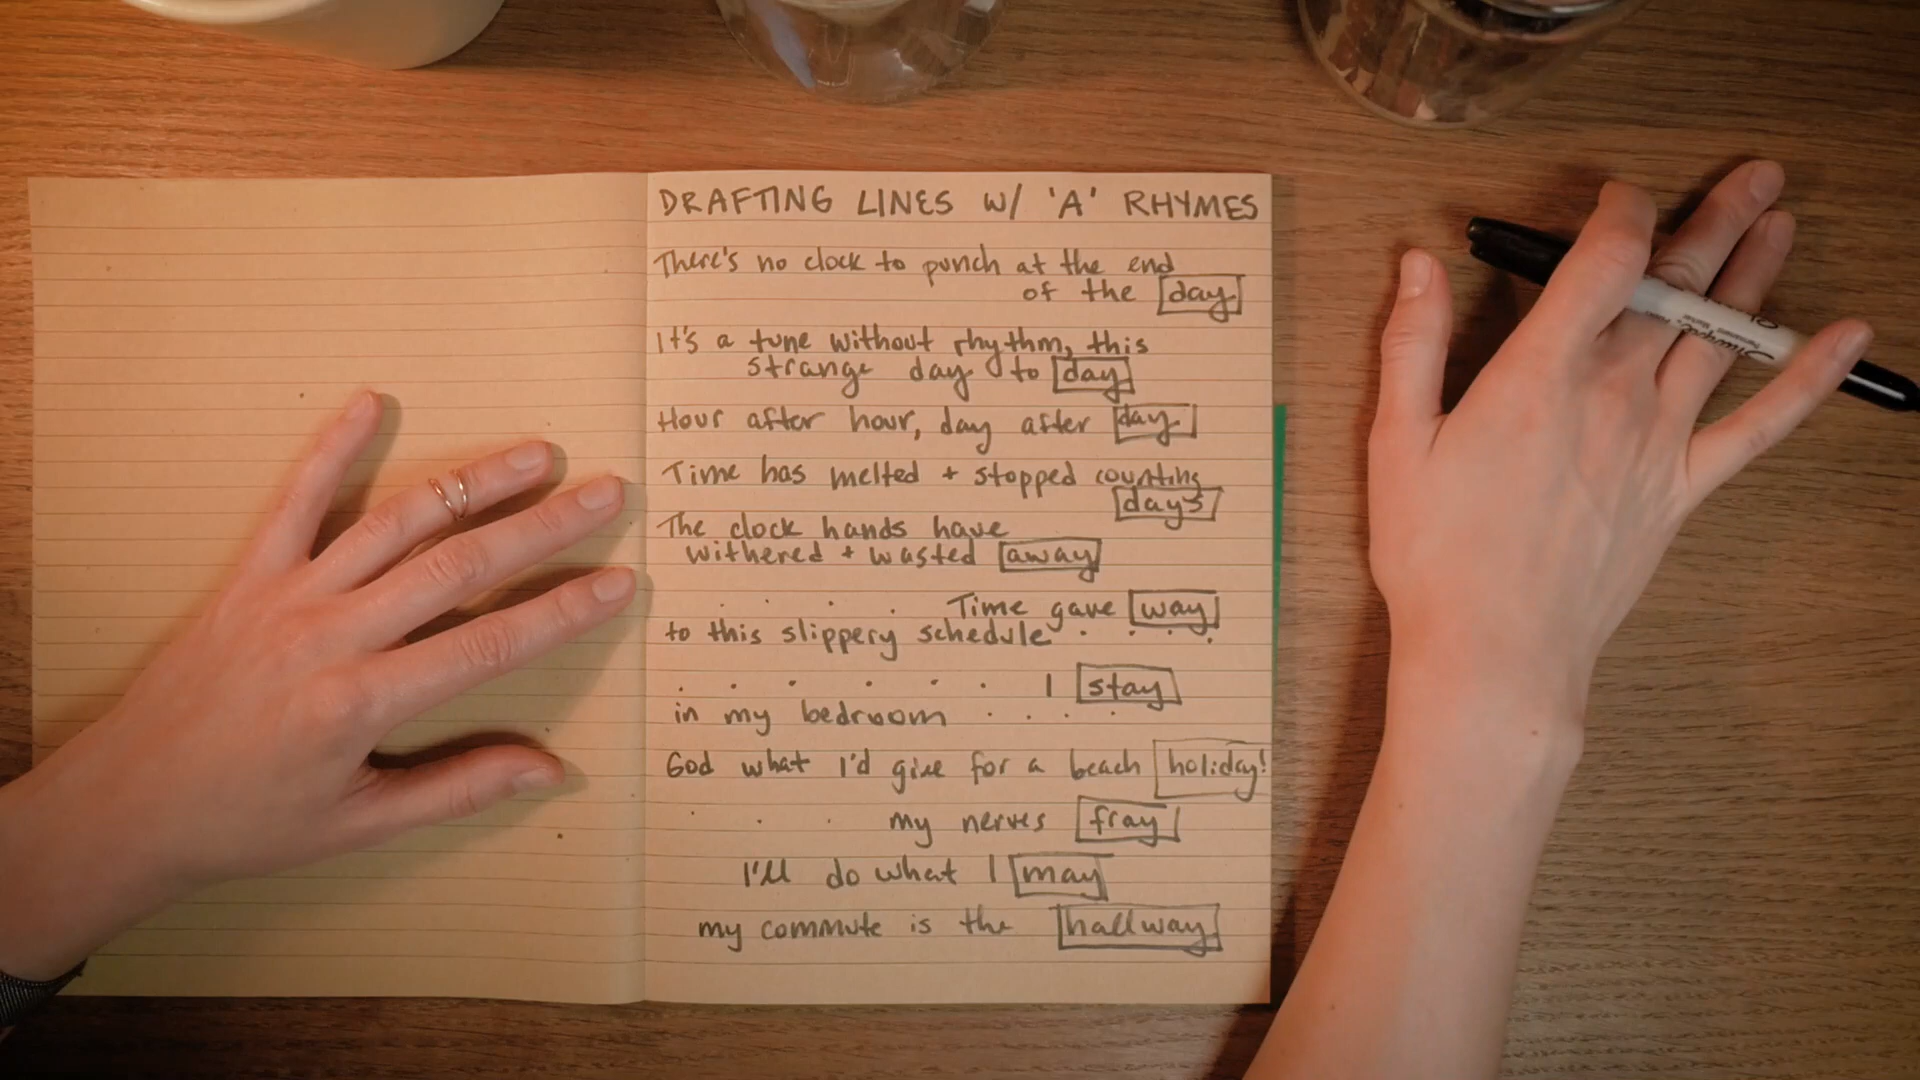 DRAFTING LINES W/ 'A' RHYMES
There's no clock to punch at the end
of the day
It's a tune without rhythm, this
strange day to day
Hour after hour, day after day
Time has melted + stopped counting
days
The clock hands have
withered + wasted away
. . . . Time gave way
to this slippery schedule . . . .
. . . . . . I stay
in my bedroom . . . .
God what I'd give for a beach holiday!
. . . my nerves fray
I'll do what I may
my commute is the hallway
Sharpie